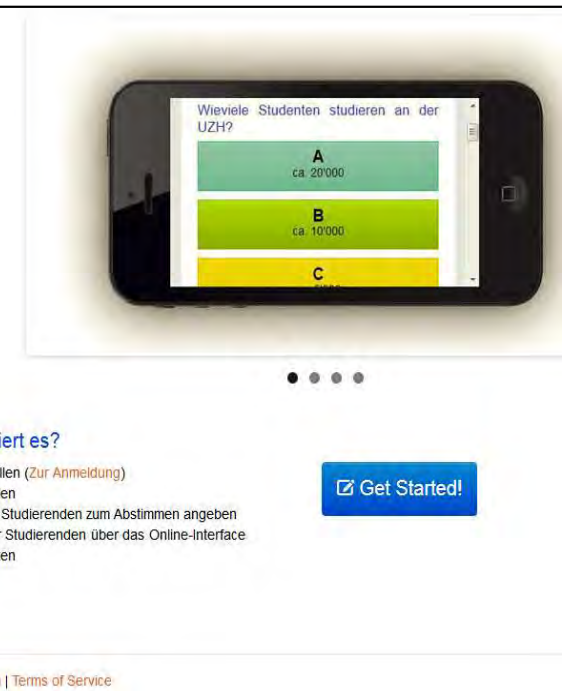 Wieviele Studenten studieren an der
UZH?
A
ca. 20'000
B
ca. 10'000
C
iert es?
llen (Zur Anmeldung)
en
Studierenden zum Abstimmen angeben
r Studierenden über das Online-Interface
en
Get Started!
| Terms of Service